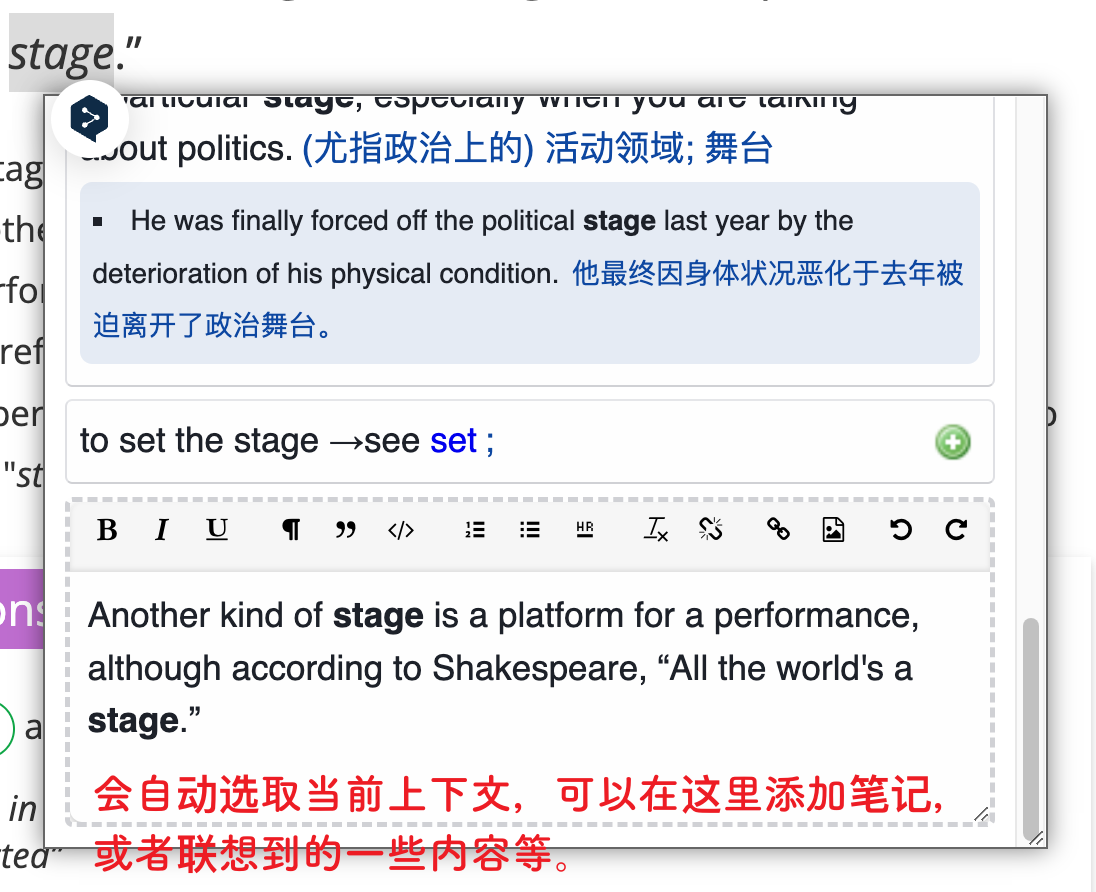 stage.”
particular stage, especially when you are talking
about politics. (尤指政治上的) 活动领域; 舞台
▪ He was finally forced off the political stage last year by the
deterioration of his physical condition. 他最终因身体状况恶化于去年被
迫离开了政治舞台。
to set the stage →see set ;
B I U ¶ ” </> HR
Another kind of stage is a platform for a performance,
although according to Shakespeare, “All the world's a
stage.”
会自动选取当前上下文，可以在这里添加笔记,
或者联想到的一些内容等。
in